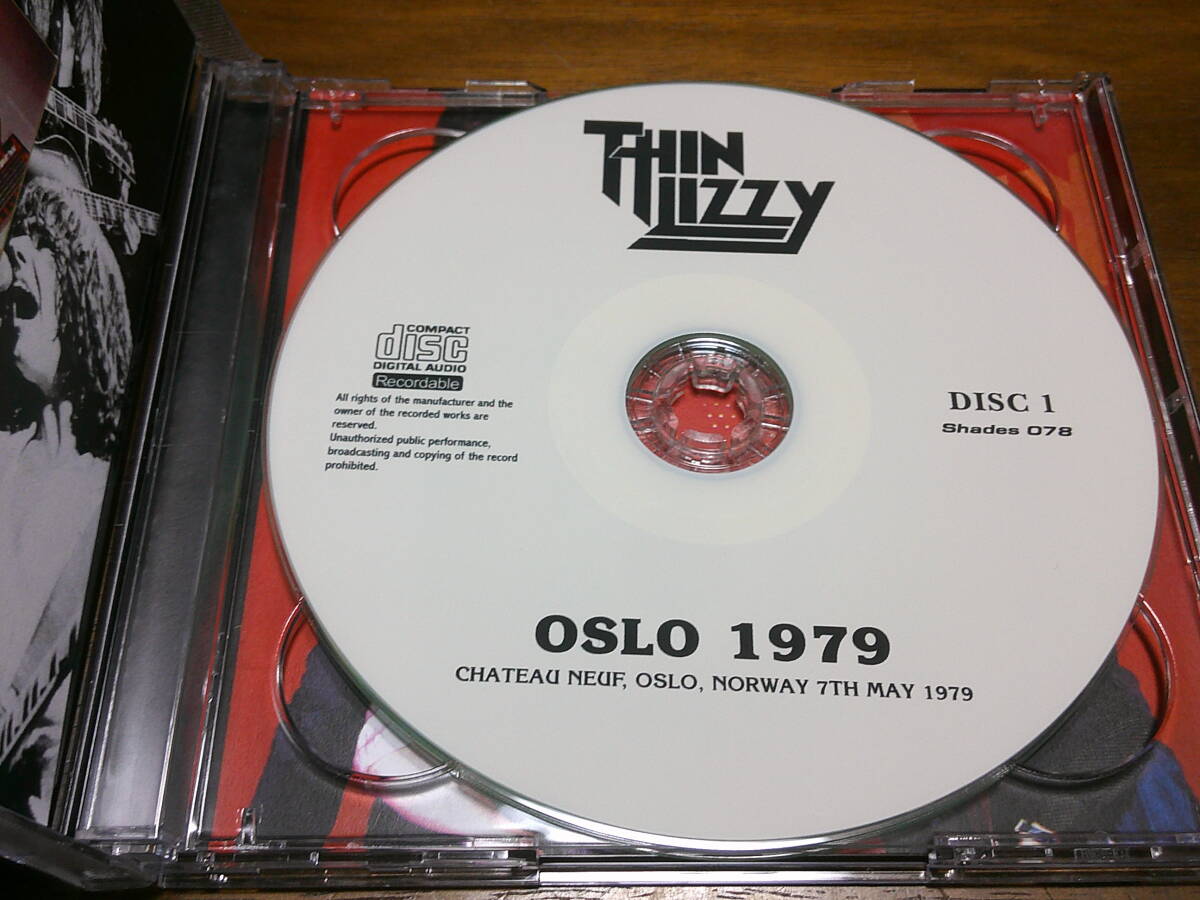 THIN
LIZZY
COMPACT
disc
DIGITAL AUDIO
Recordable
All rights of the manufacturer and the
owner of the recorded works are
reserved.
Unauthorized public performance,
broadcasting and copying of the record
prohibited.
DISC 1
Shades 078
OSLO 1979
CHATEAU NEUF, OSLO, NORWAY 7TH MAY 1979